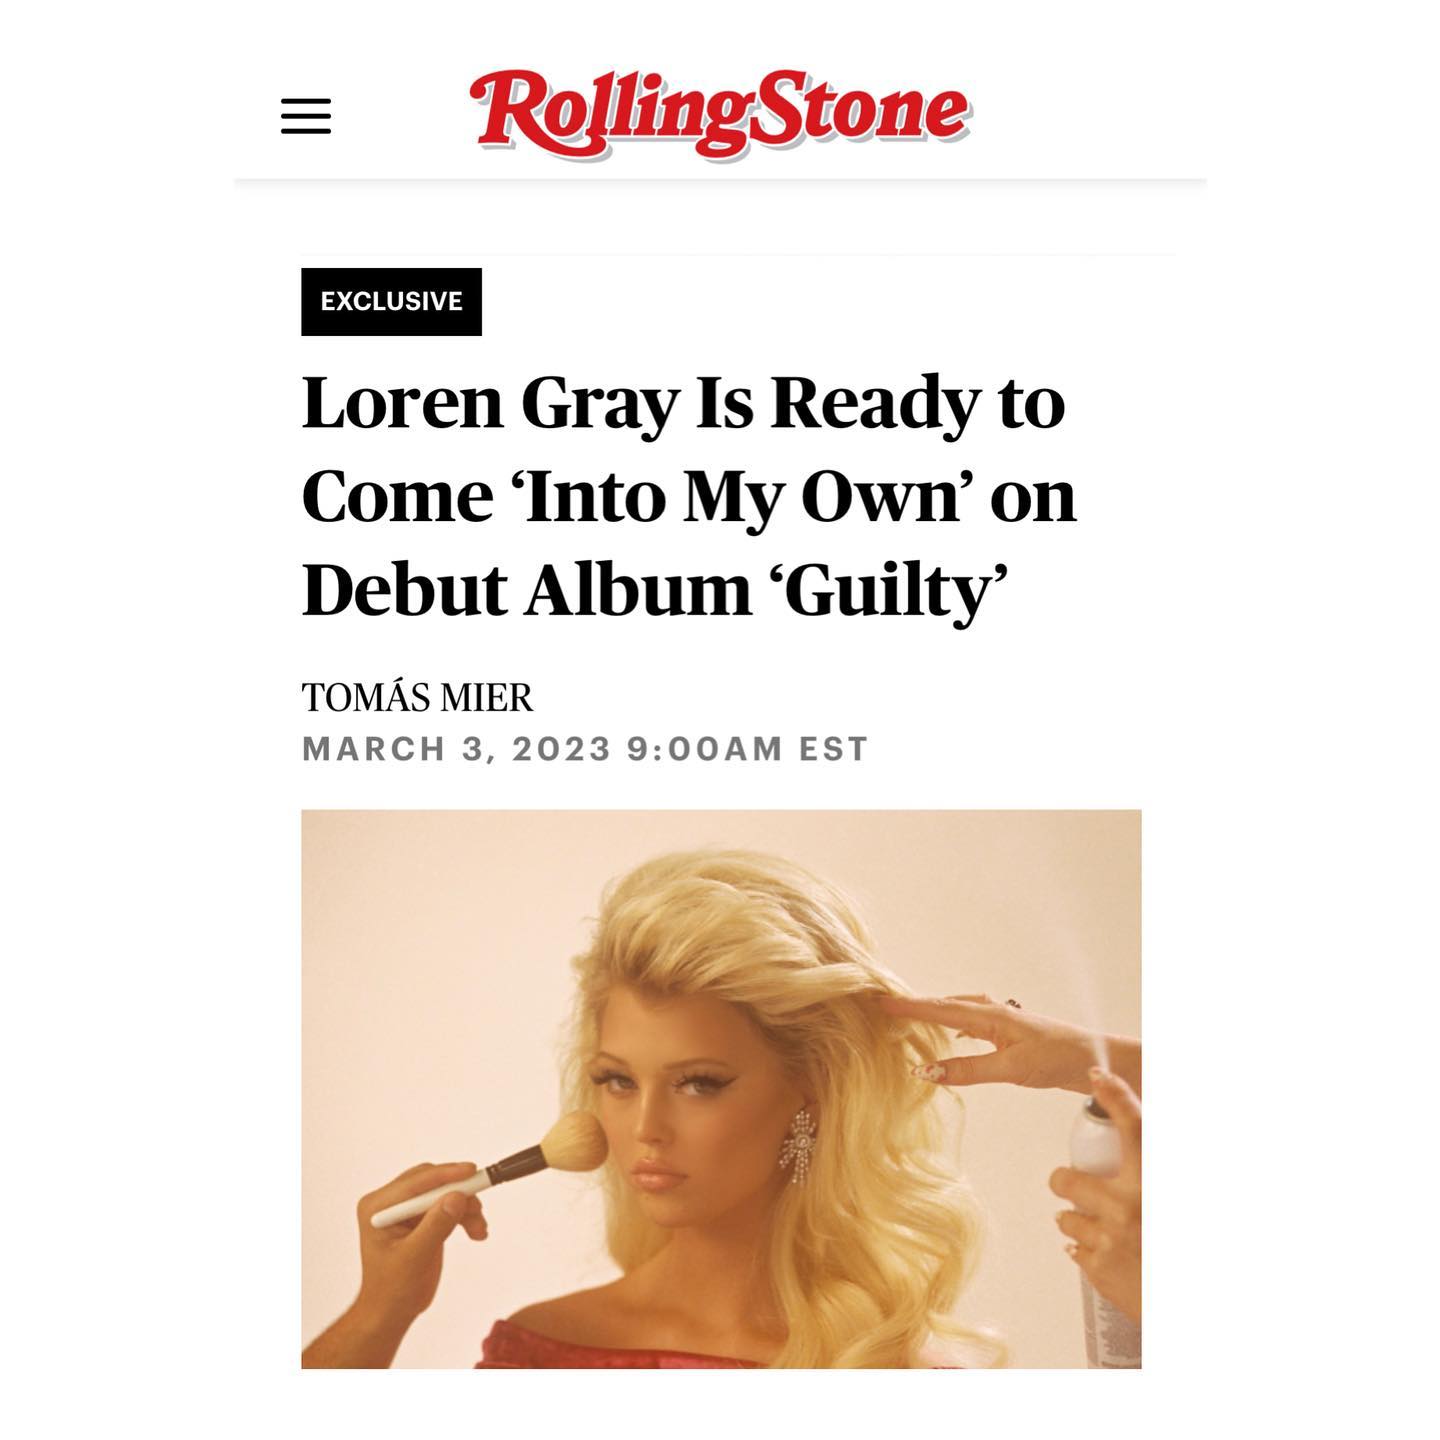 RollingStone
EXCLUSIVE
Loren Gray Is Ready to
Come ‘Into My Own’ on
Debut Album ‘Guilty’
TOMÁS MIER
MARCH 3, 2023 9:00AM EST